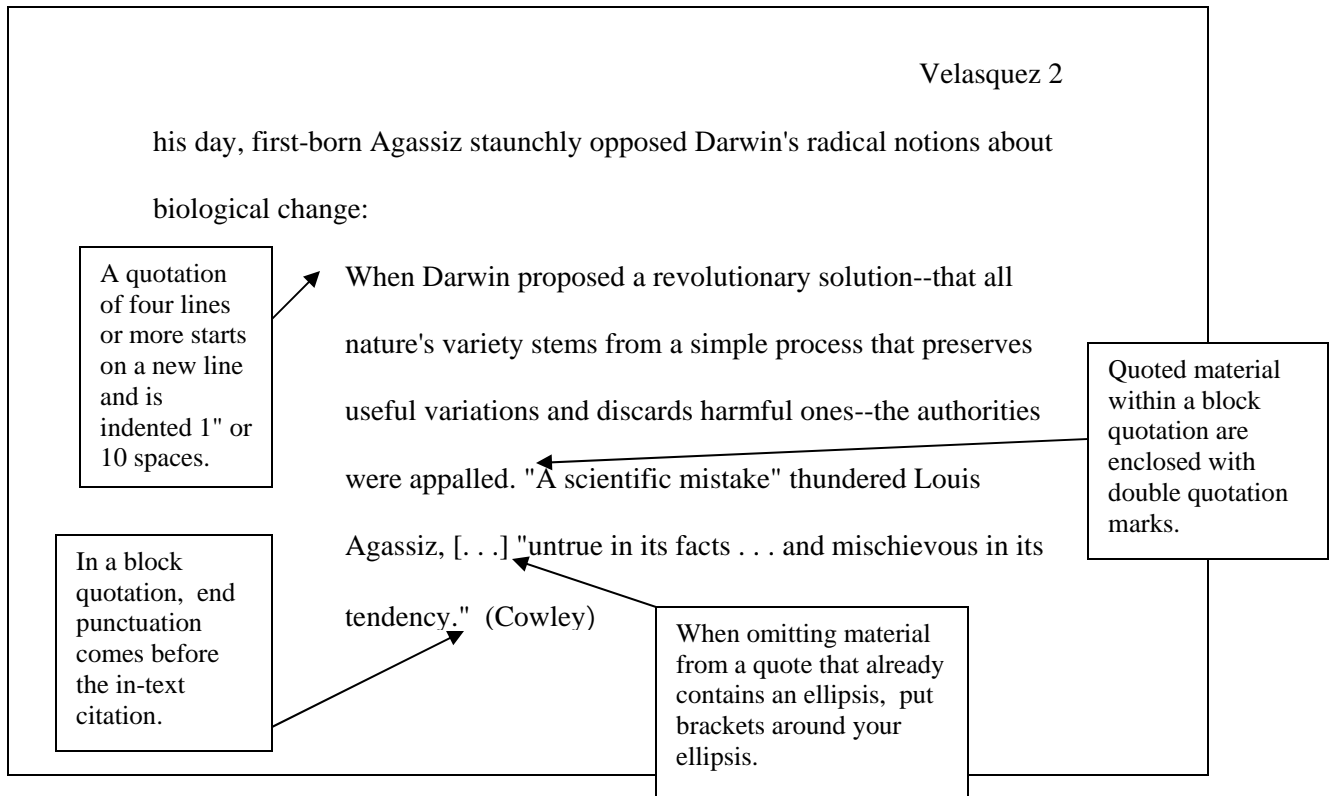 Velasquez 2
his day, first-born Agassiz staunchly opposed Darwin's radical notions about
biological change:
A quotation
of four lines
or more starts
on a new line
and is
indented 1" or
10 spaces.
When Darwin proposed a revolutionary solution--that all
nature's variety stems from a simple process that preserves
useful variations and discards harmful ones--the authorities
were appalled. "A scientific mistake" thundered Louis
Agassiz, [. . .] "untrue in its facts . . . and mischievous in its
tendency."  (Cowley)
Quoted material
within a block
quotation are
enclosed with
double quotation
marks.
In a block
quotation,  end
punctuation
comes before
the in-text
citation.
When omitting material
from a quote that already
contains an ellipsis,  put
brackets around your
ellipsis.